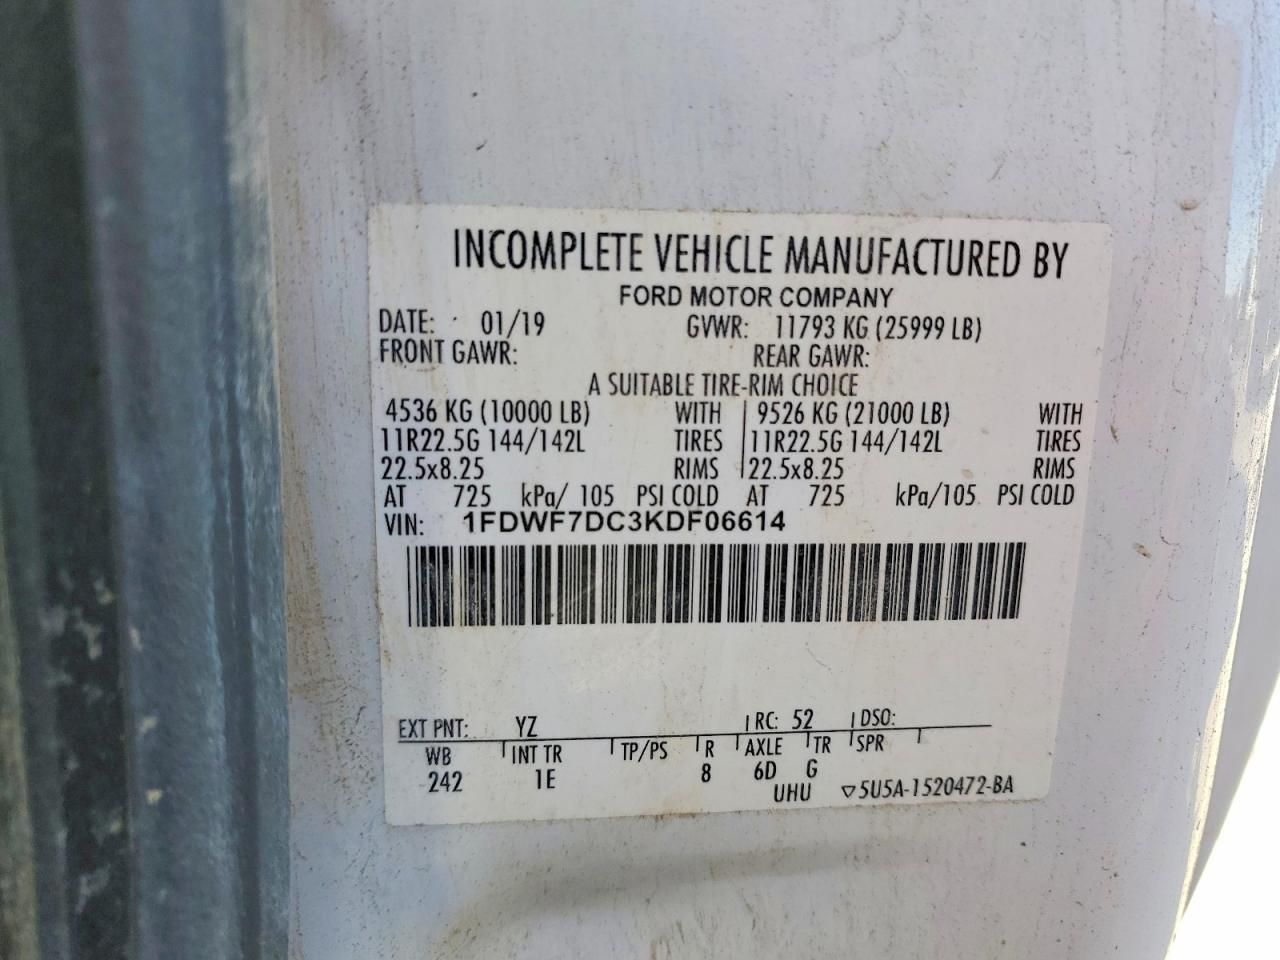 INCOMPLETE VEHICLE MANUFACTURED BY
FORD MOTOR COMPANY
DATE: 01/19 GVWR: 11793 KG (25999 LB)
FRONT GAWR: REAR GAWR:
A SUITABLE TIRE-RIM CHOICE
4536 KG (10000 LB) WITH 9526 KG (21000 LB) WITH
11R22.5G 144/142L TIRES 11R22.5G 144/142L TIRES
22.5x8.25 RIMS 22.5x8.25 RIMS
AT 725 kPa/ 105 PSI COLD AT 725 kPa/105 PSI COLD
VIN: 1FDWF7DC3KDF06614
EXT PNT: YZ RC: 52 DSO:
WB INT TR TP/PS R AXLE TR SPR
242 1E 8 6D G
UHU ▽5U5A-1520472-BA